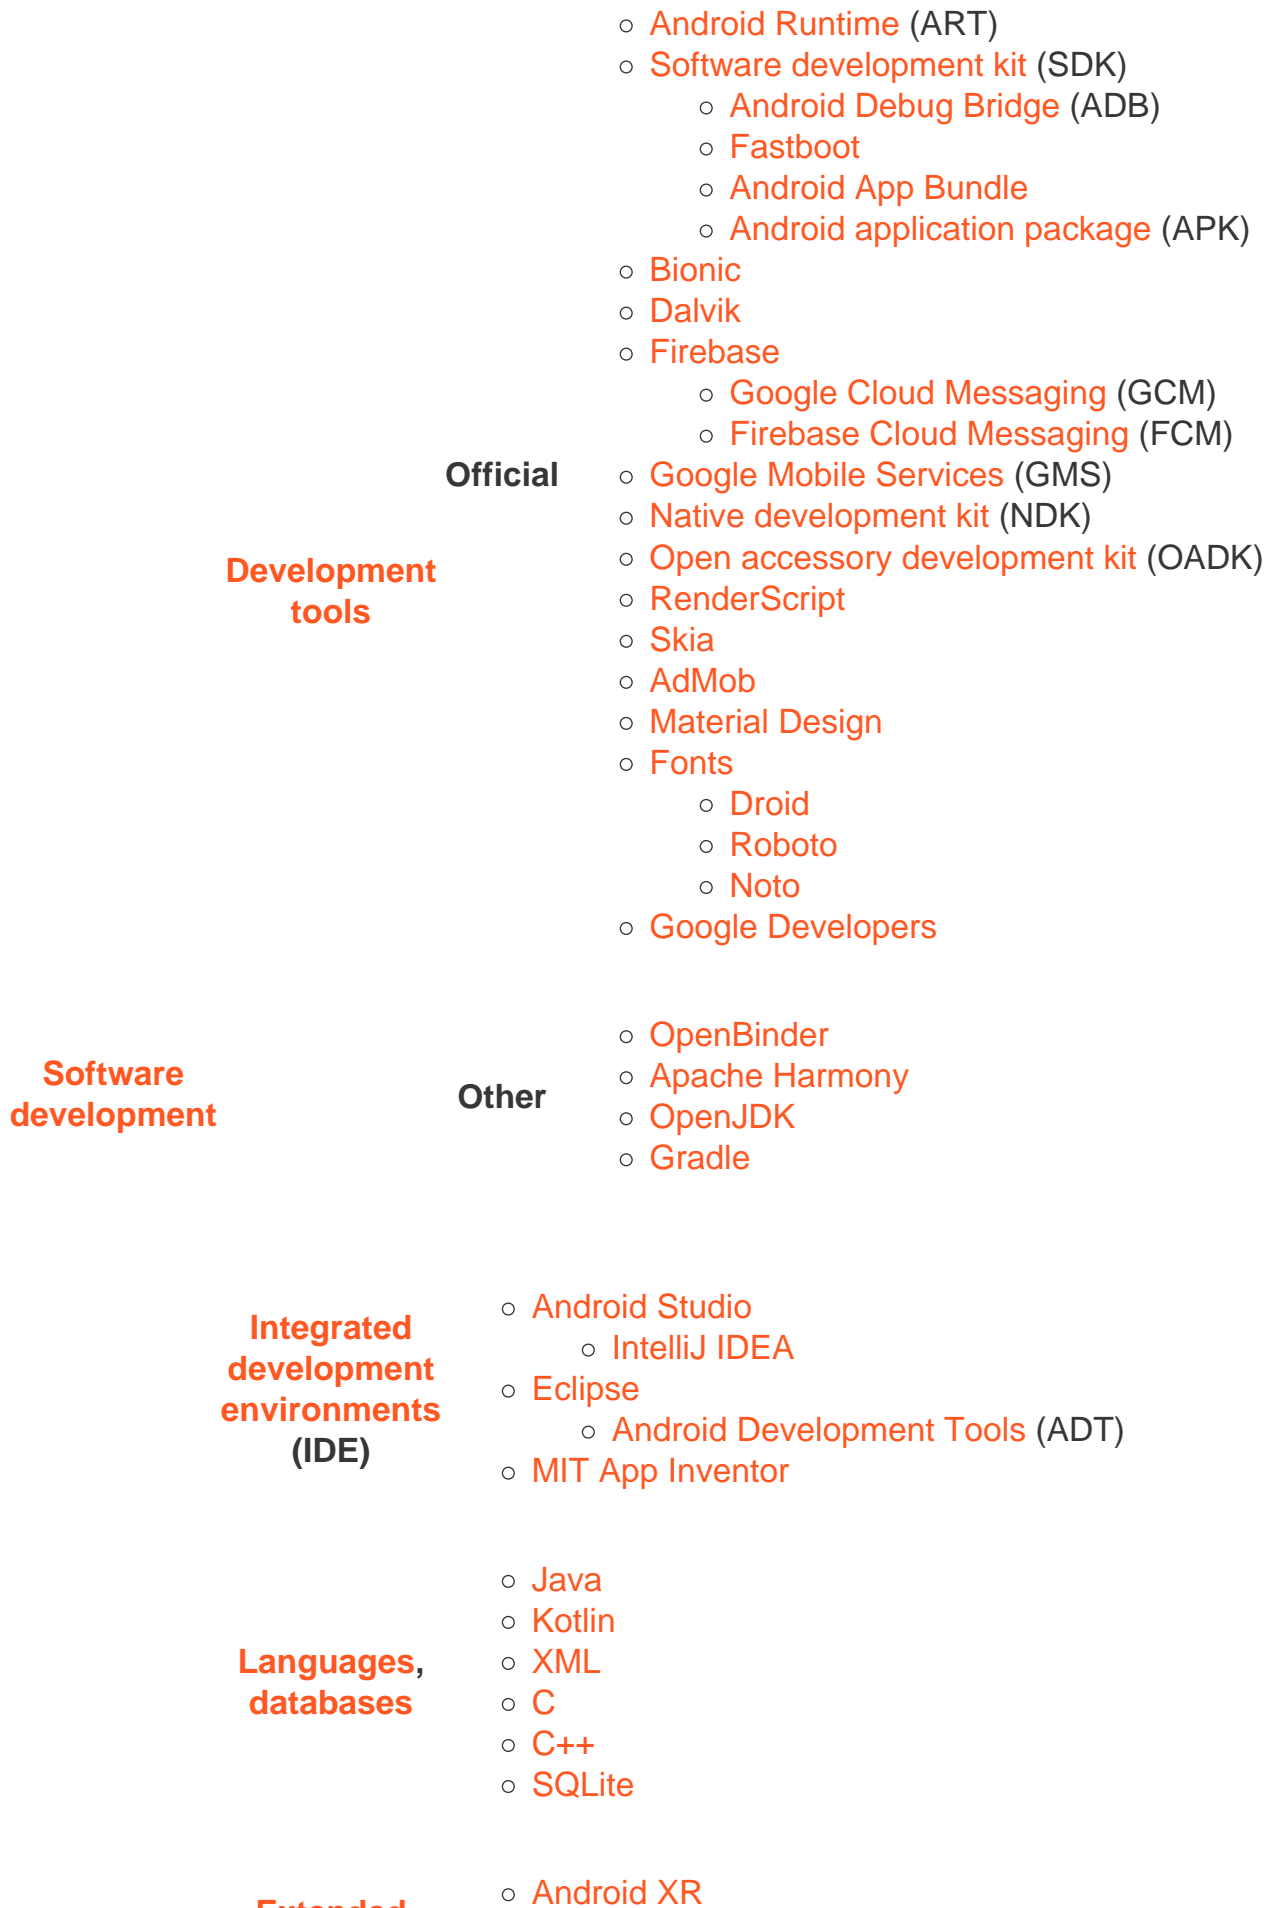 Android Runtime (ART)
Software development kit (SDK)
Android Debug Bridge (ADB)
Fastboot
Android App Bundle
Android application package (APK)
Bionic
Dalvik
Firebase
Google Cloud Messaging (GCM)
Firebase Cloud Messaging (FCM)
Official
Google Mobile Services (GMS)
Native development kit (NDK)
Open accessory development kit (OADK)
Development
tools
RenderScript
Skia
AdMob
Material Design
Fonts
Droid
Roboto
Noto
Google Developers
Software
development
Other
OpenBinder
Apache Harmony
OpenJDK
Gradle
Integrated
development
environments
(IDE)
Android Studio
IntelliJ IDEA
Eclipse
Android Development Tools (ADT)
MIT App Inventor
Languages,
databases
Java
Kotlin
XML
C
C++
SQLite
Extended
Android XR